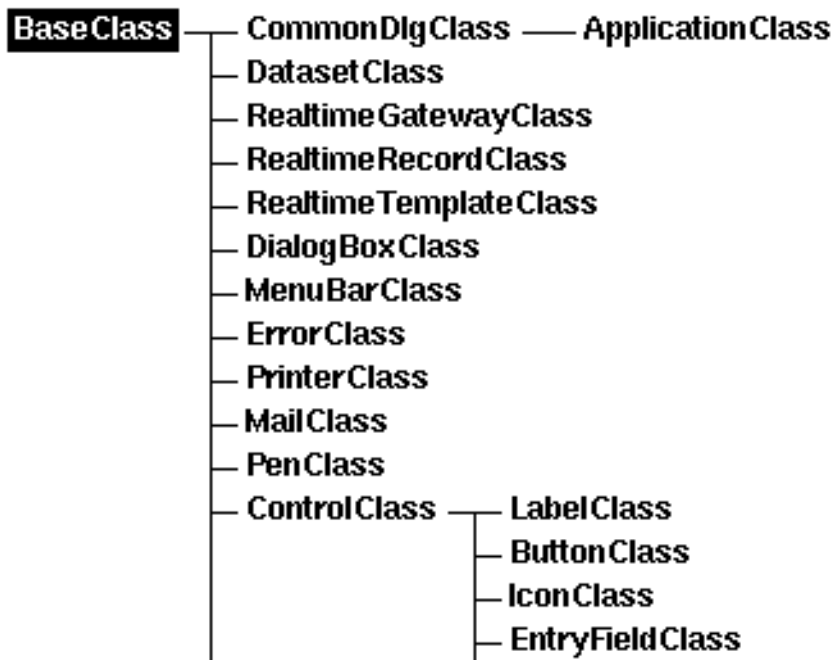 BaseClass CommonDlgClass ApplicationClass
DatasetClass
RealtimeGatewayClass
RealtimeRecordClass
RealtimeTemplateClass
DialogBoxClass
MenuBarClass
ErrorClass
PrinterClass
MailClass
PenClass
ControlClass LabelClass
ButtonClass
IconClass
EntryFieldClass